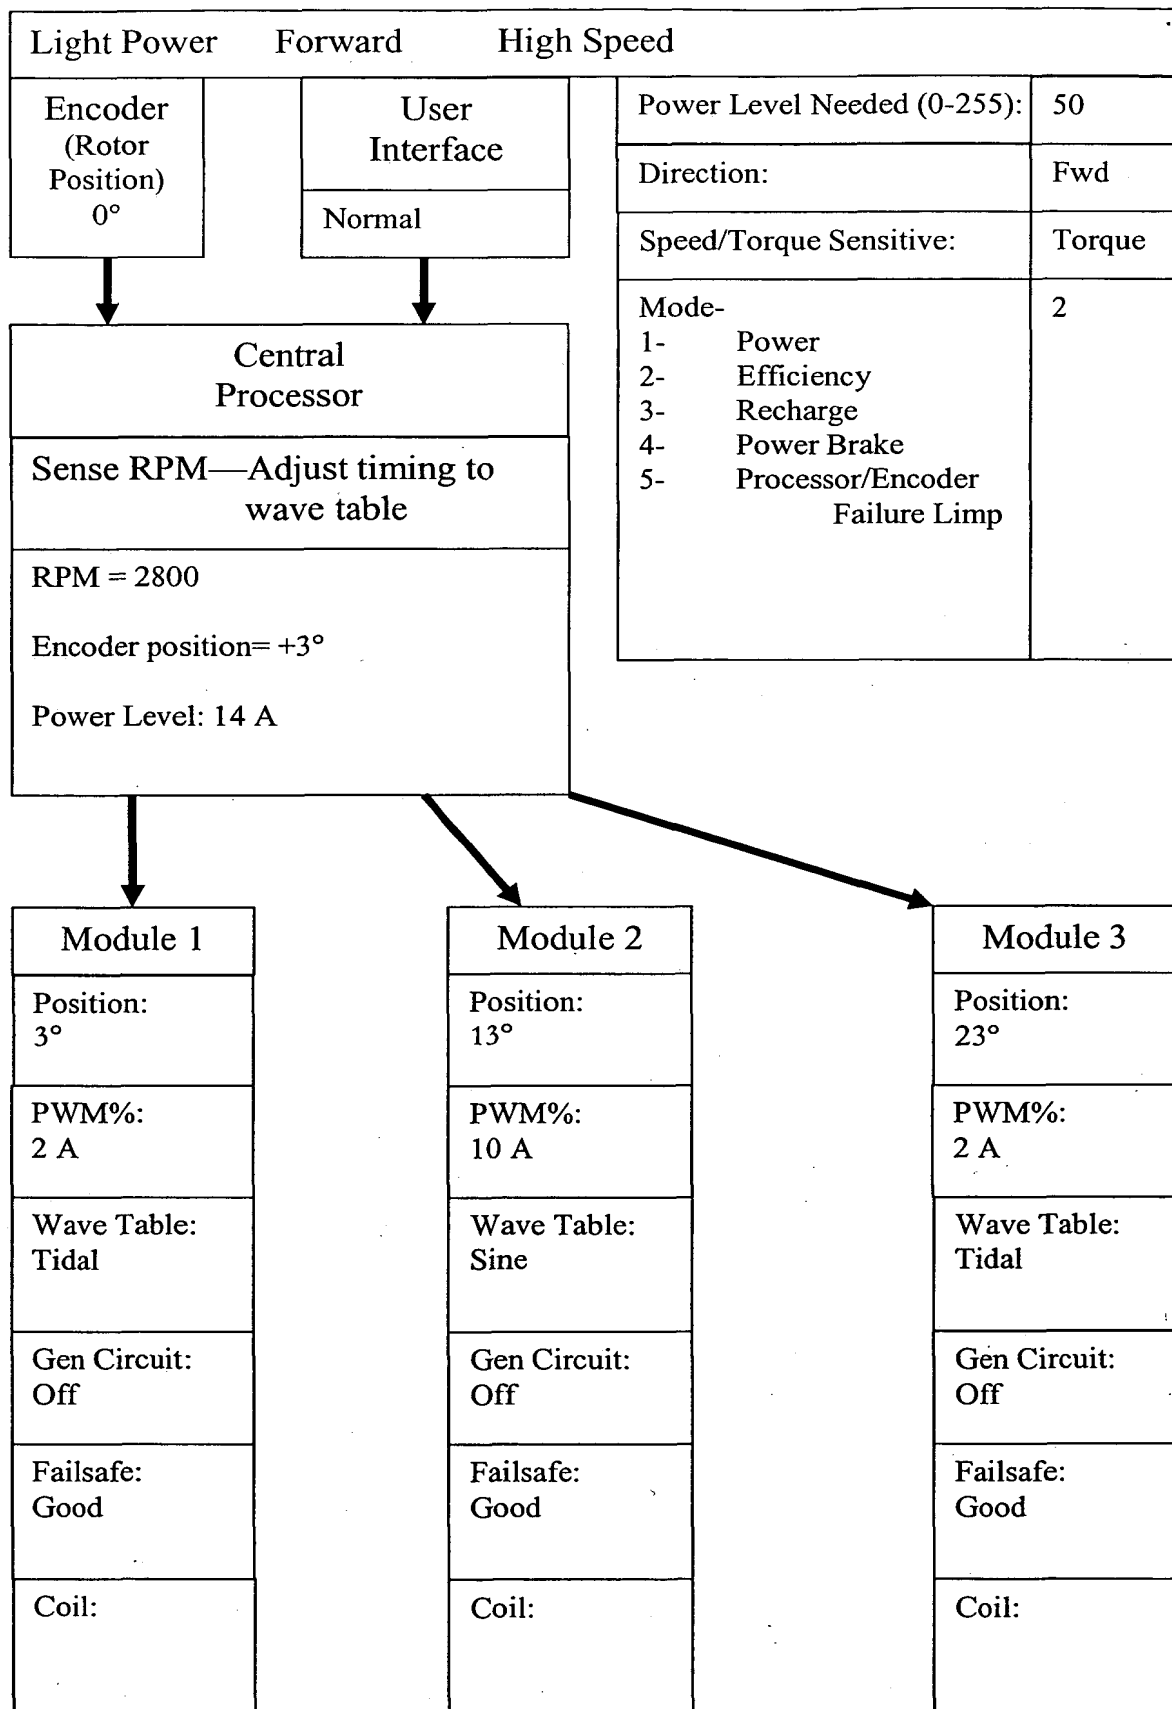 Light Power Forward High Speed
Encoder
(Rotor
Position)
0°
User
Interface
Normal
Power Level Needed (0-255): 50
Direction: Fwd
Speed/Torque Sensitive: Torque
Mode- 2
1- Power
2- Efficiency
3- Recharge
4- Power Brake
5- Processor/Encoder
Failure Limp
Central
Processor
Sense RPM—Adjust timing to
wave table
RPM = 2800
Encoder position= +3°
Power Level: 14 A
Module 1
Position:
3°
PWM%:
2 A
Wave Table:
Tidal
Gen Circuit:
Off
Failsafe:
Good
Coil:
Module 2
Position:
13°
PWM%:
10 A
Wave Table:
Sine
Gen Circuit:
Off
Failsafe:
Good
Coil:
Module 3
Position:
23°
PWM%:
2 A
Wave Table:
Tidal
Gen Circuit:
Off
Failsafe:
Good
Coil: